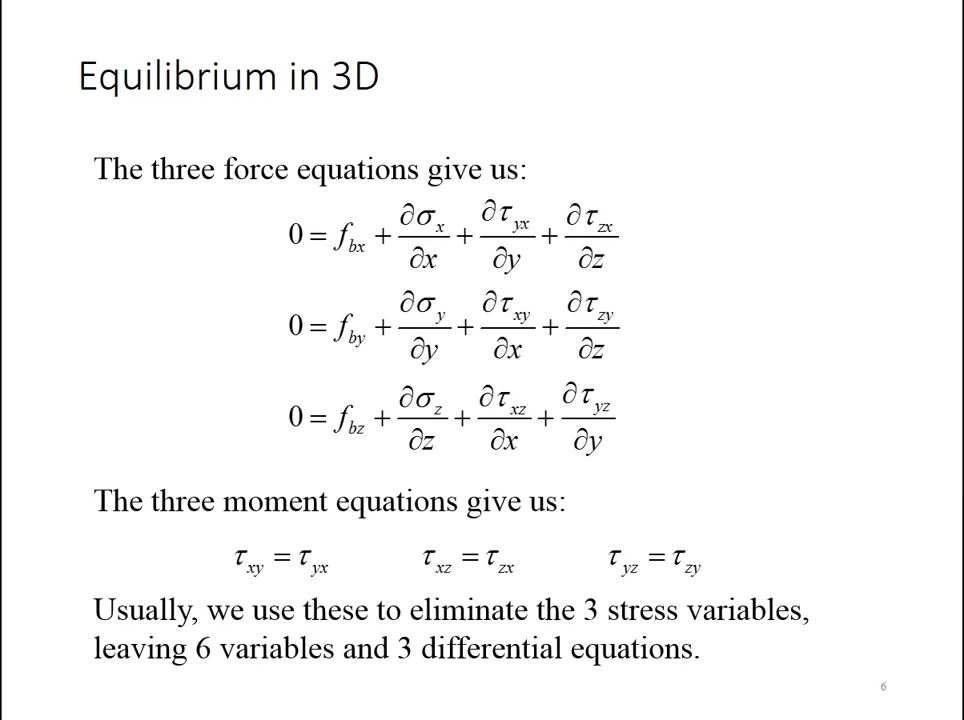 Equilibrium in 3D
The three force equations give us:
0 = f_bx + ∂σ_x/∂x + ∂τ_yx/∂y + ∂τ_zx/∂z
0 = f_by + ∂σ_y/∂y + ∂τ_xy/∂x + ∂τ_zy/∂z
0 = f_bz + ∂σ_z/∂z + ∂τ_xz/∂x + ∂τ_yz/∂y
The three moment equations give us:
τ_xy = τ_yx τ_xz = τ_zx τ_yz = τ_zy
Usually, we use these to eliminate the 3 stress variables,
leaving 6 variables and 3 differential equations.
6